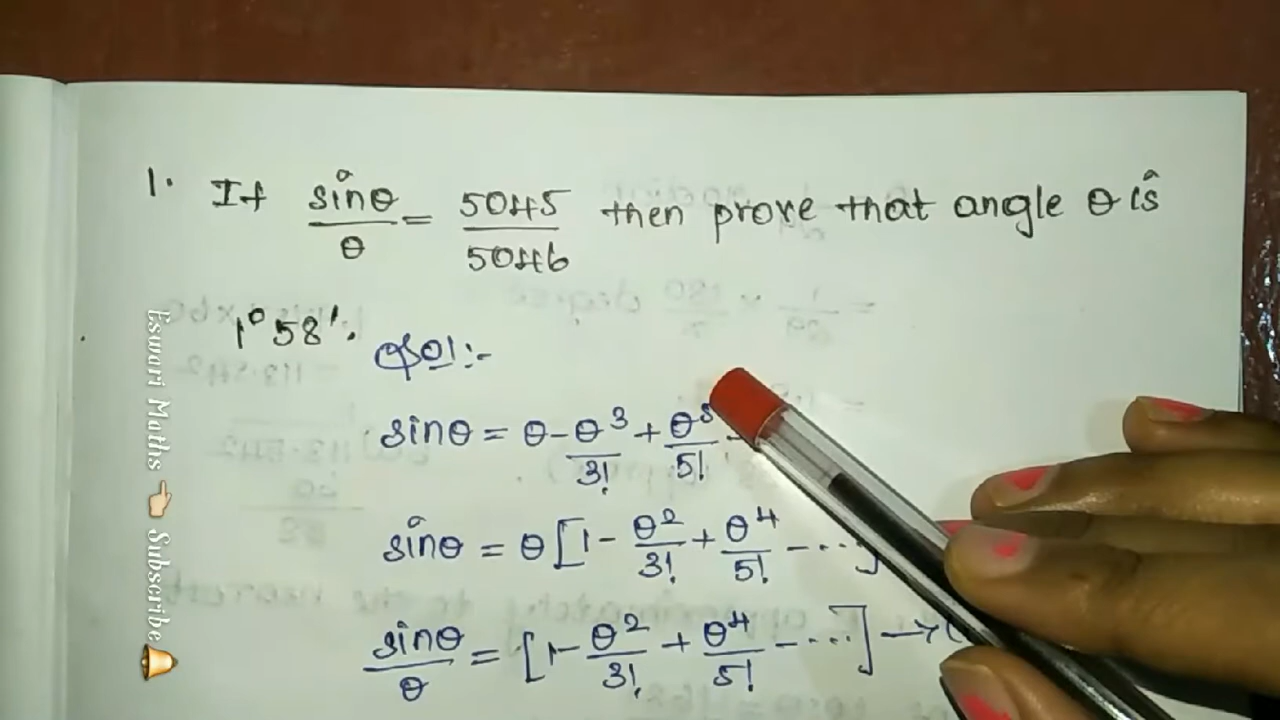 1. If sinθ/θ = 5045/5046 then prove that angle θ is
1° 58'.
Sol:-
sinθ = θ - θ³/3! + θ⁵/5! -
sinθ = θ[1 - θ²/3! + θ⁴/5! - ....]
sinθ/θ = [1 - θ²/3! + θ⁴/5! - ....] → (
Eswari Maths 👈🏻 Subscribe 🔔